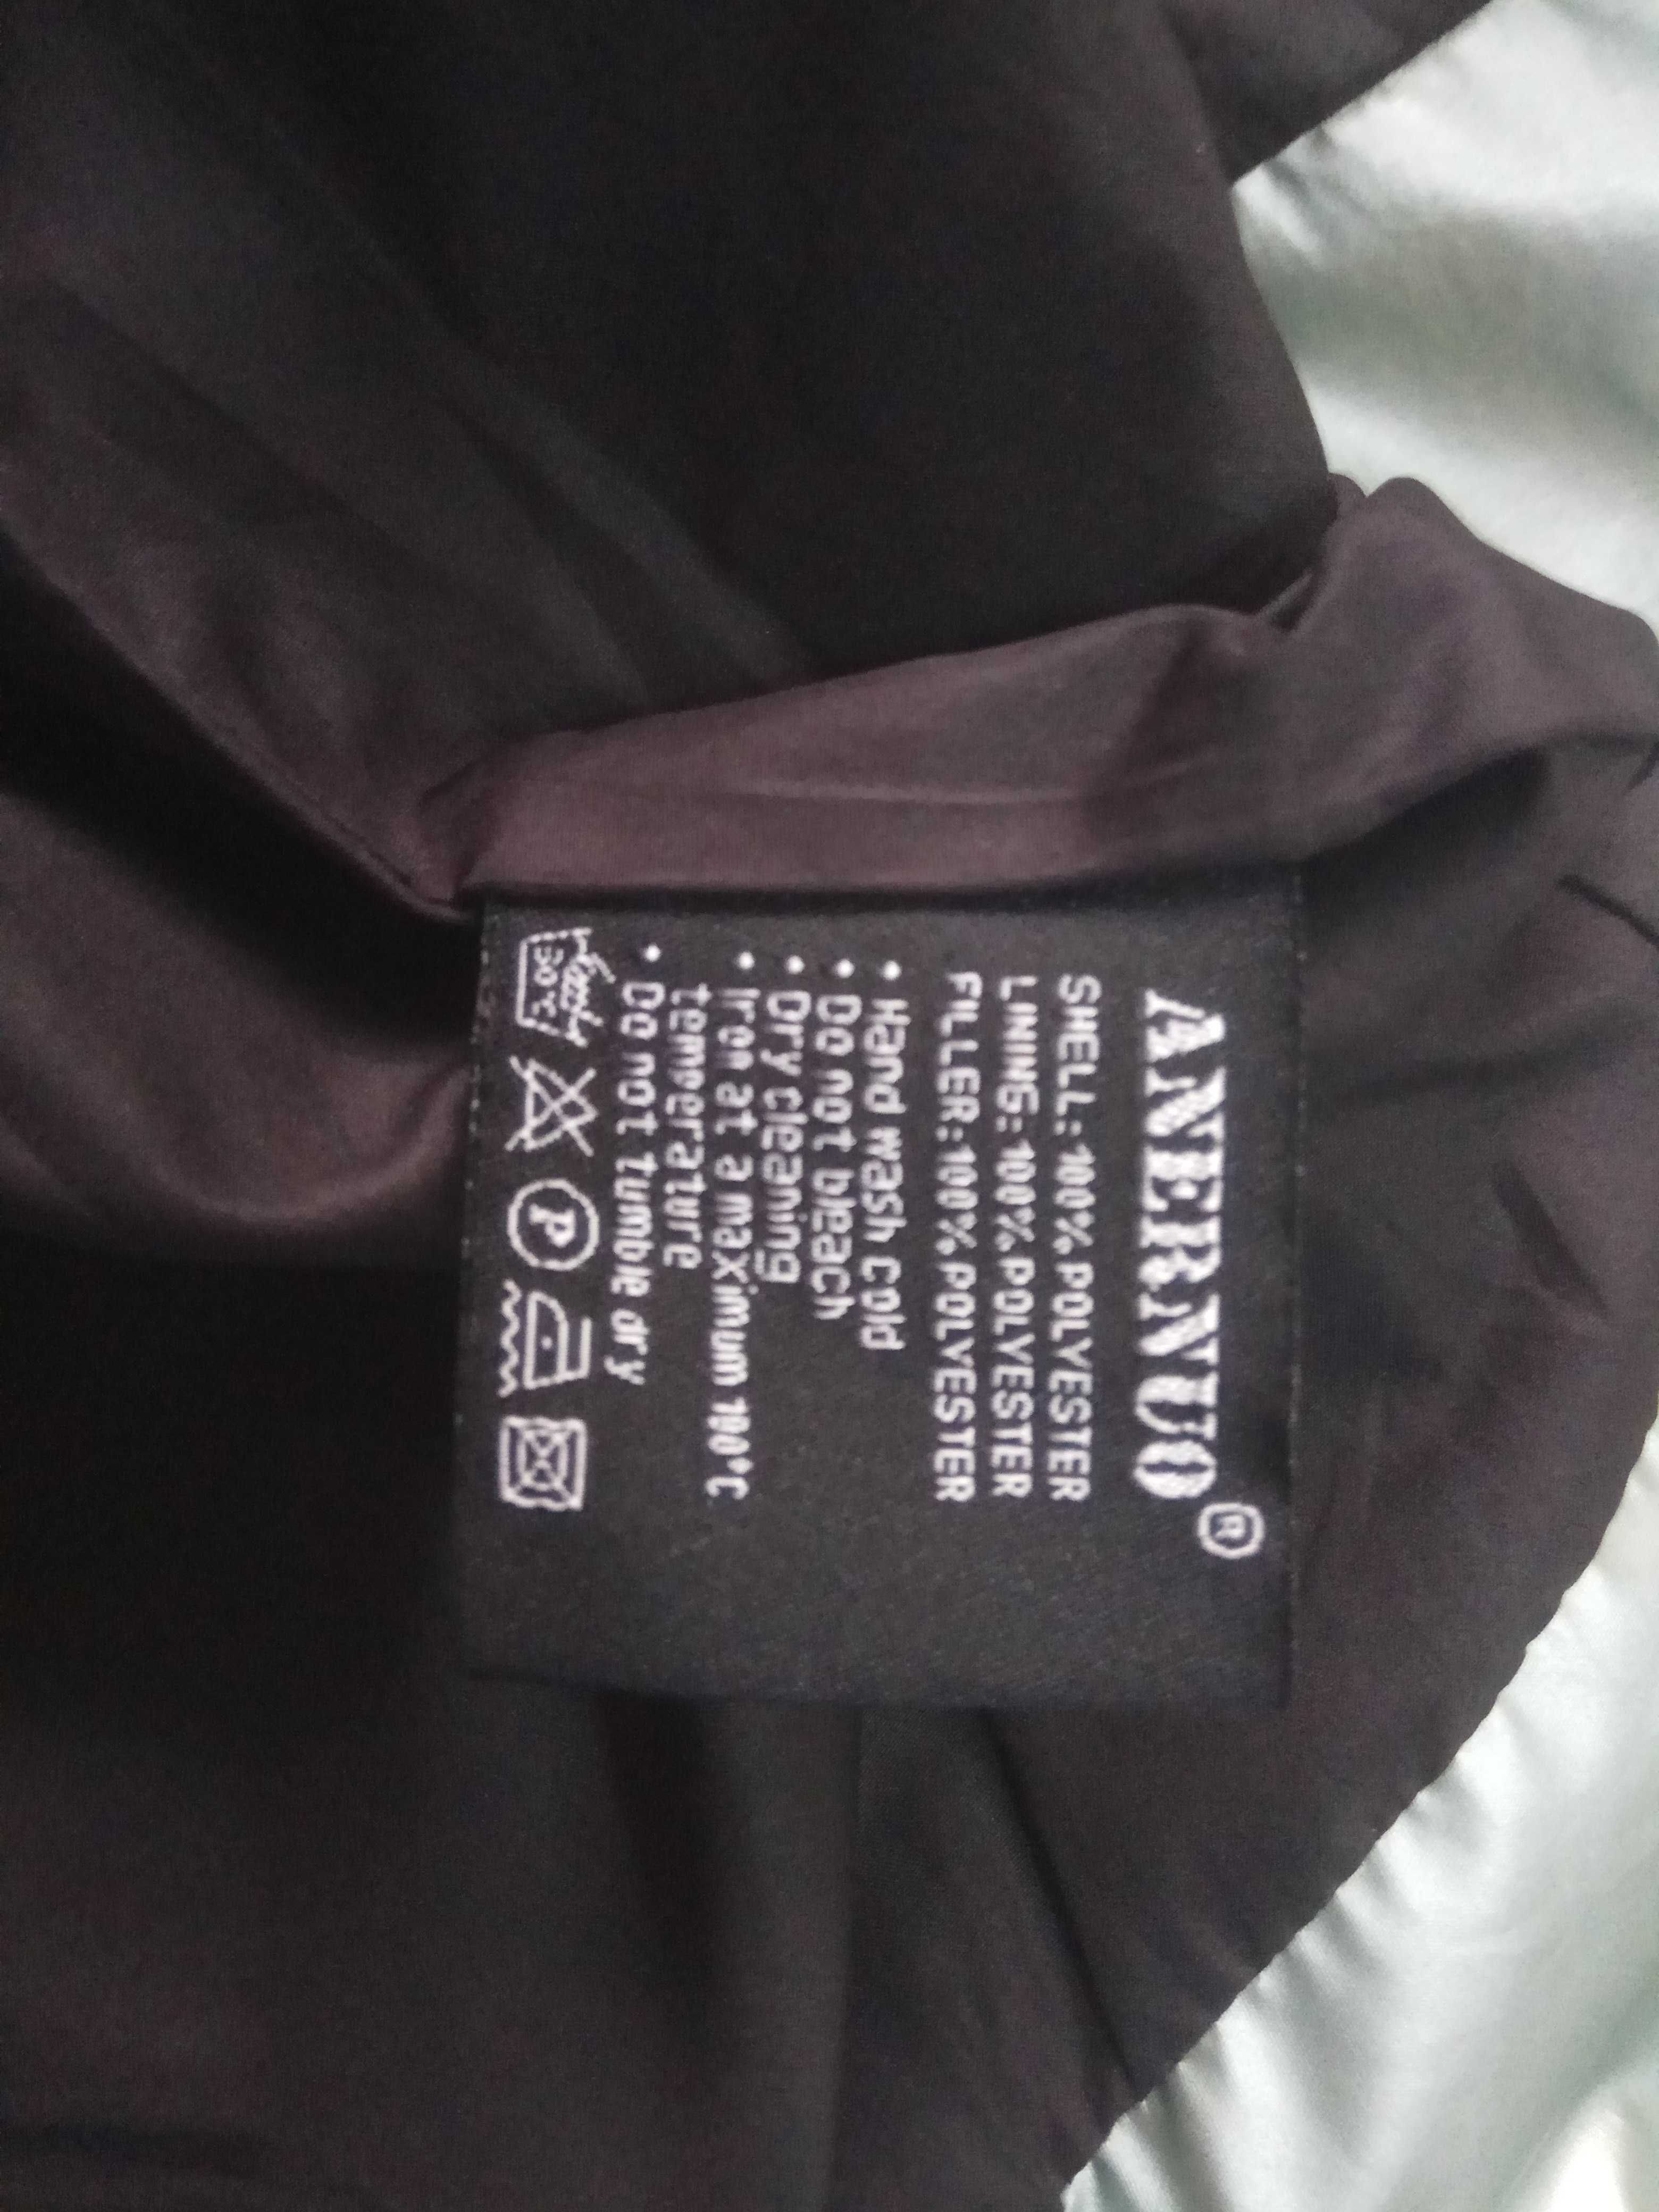 ANERNUO ®
SHELL: 100% POLYESTER
LINING: 100% POLYESTER
FILLER: 100% POLYESTER
• Hand wash cold
• Do not bleach
• Dry cleaning
• Iron at a maximum 100°C
temperature
• Do not tumble dry
30°C P